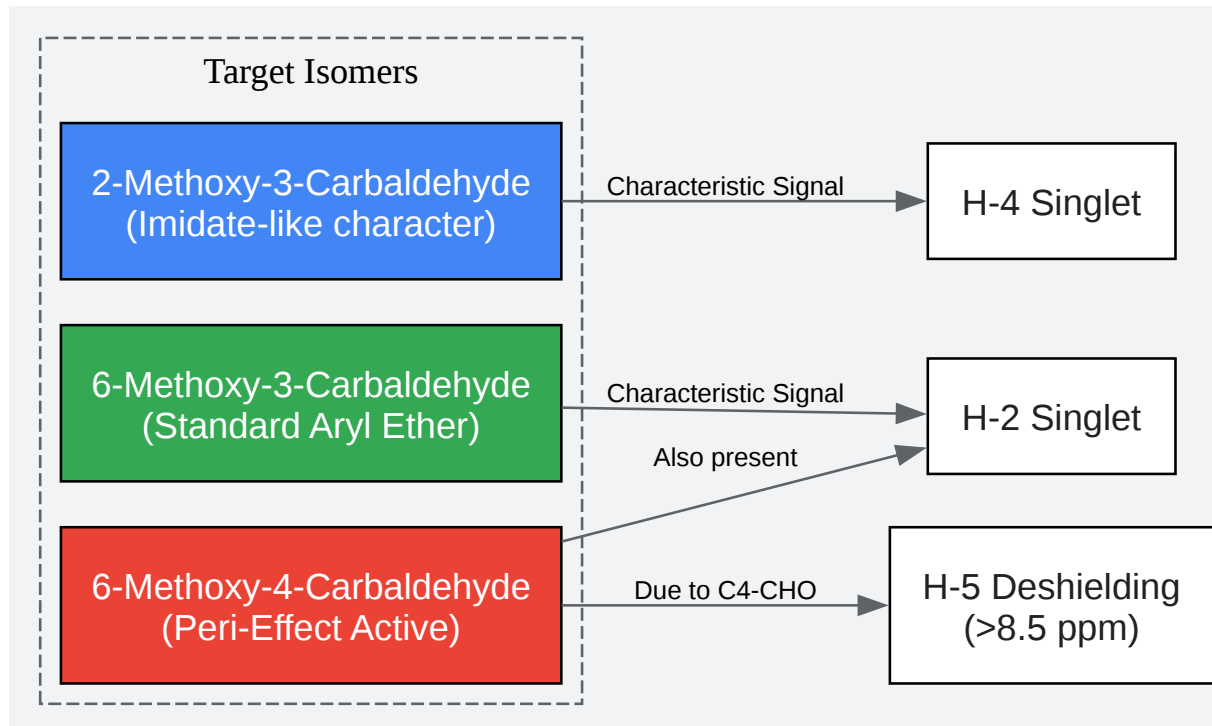 Target Isomers
2-Methoxy-3-Carbaldehyde
(Imidate-like character)
Characteristic Signal
H-4 Singlet
6-Methoxy-3-Carbaldehyde
(Standard Aryl Ether)
Characteristic Signal
H-2 Singlet
Also present
6-Methoxy-4-Carbaldehyde
(Peri-Effect Active)
Due to C4-CHO
H-5 Deshielding
(>8.5 ppm)